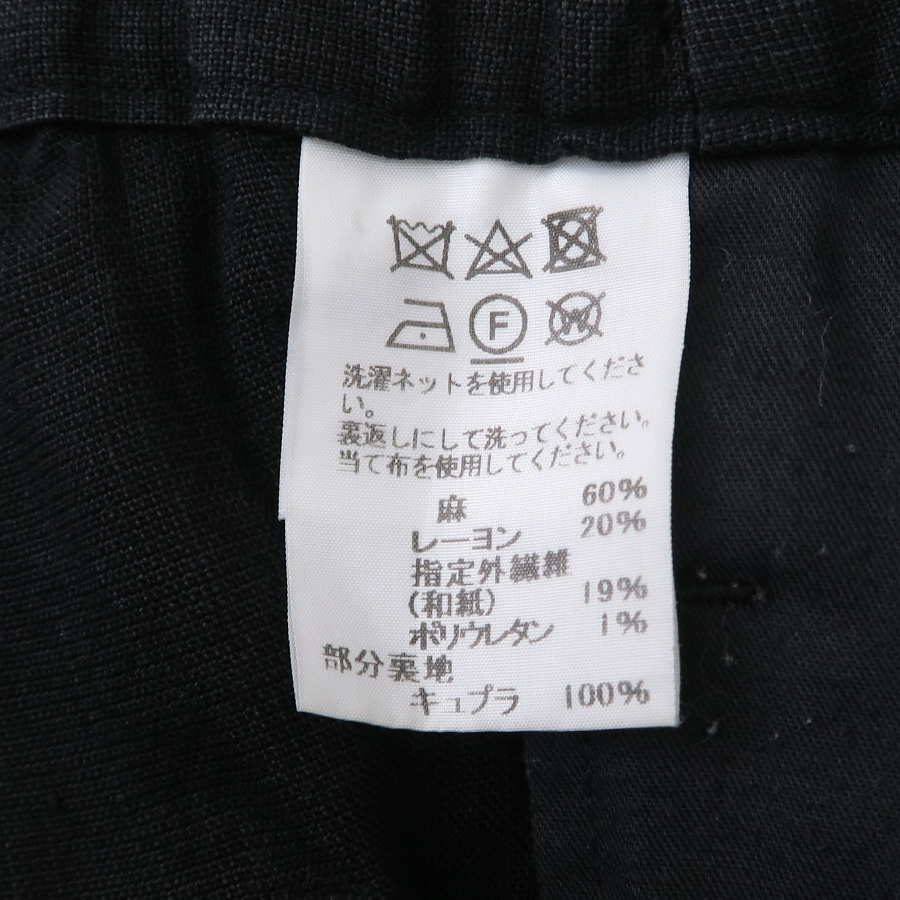 F
W
洗濯ネットを使用してくださ
い。
裏返しにして洗ってください。
当て布を使用してください。
麻 60%
レーヨン 20%
指定外繊維
(和紙) 19%
ポリウレタン 1%
部分裏地
キュプラ 100%